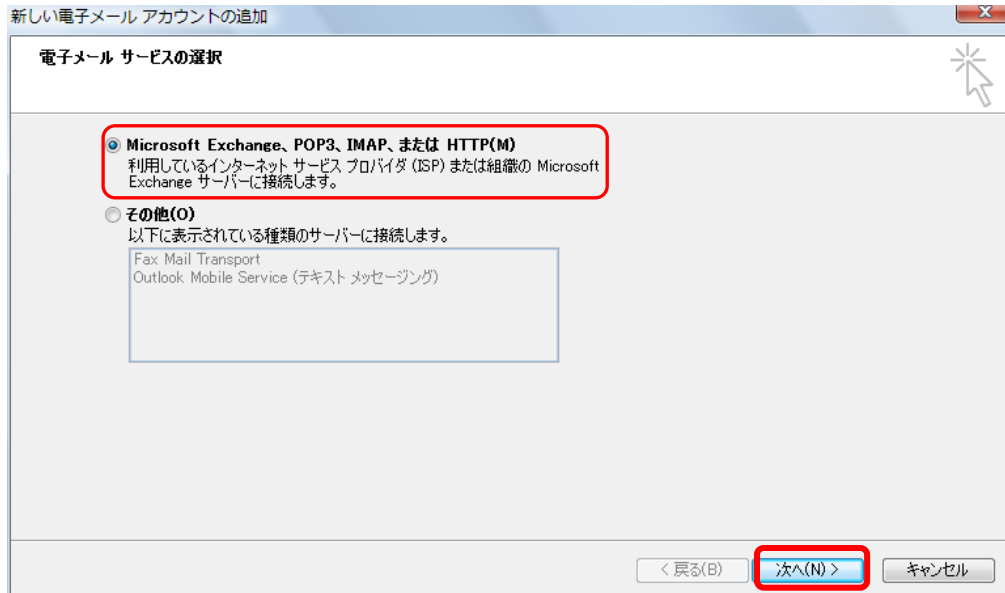 新しい電子メール アカウントの追加
電子メール サービスの選択
Microsoft Exchange、POP3、IMAP、または HTTP(M)
利用しているインターネット サービス プロバイダ (ISP) または組織の Microsoft
Exchange サーバーに接続します。
その他(O)
以下に表示されている種類のサーバーに接続します。
Fax Mail Transport
Outlook Mobile Service (テキスト メッセージング)
< 戻る(B) 次へ(N) > キャンセル